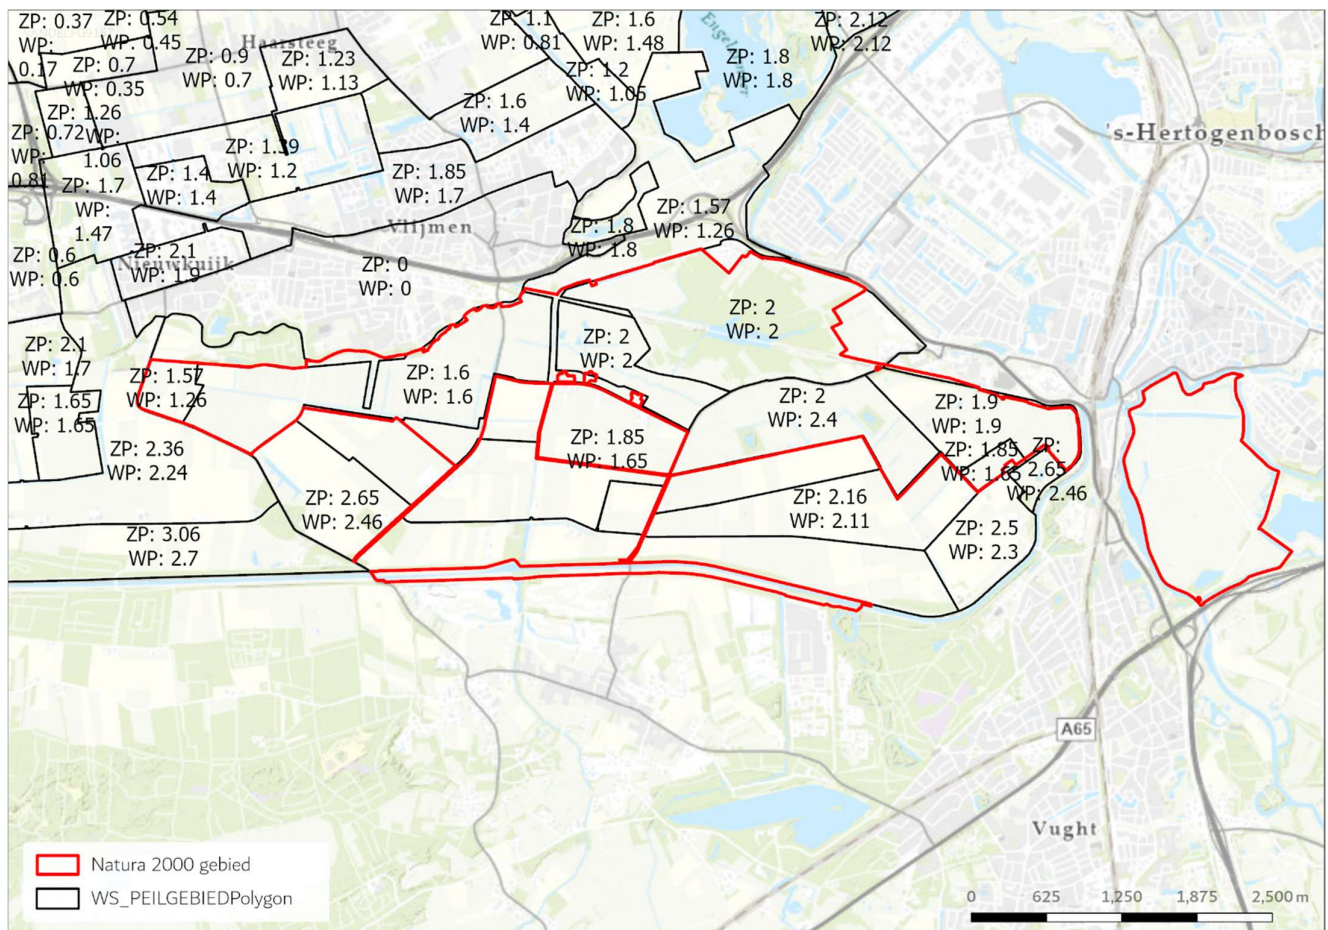 ZP: 0.37
WP:
0.17
ZP: 0.54
WP: 0.45
ZP: 0.7
WP: 0.35
ZP: 0.9
WP: 0.7
Haarsteeg
ZP: 1.23
WP: 1.13
ZP: 1.1
WP: 0.81
ZP: 1.6
WP: 1.48
ZP: 1.2
WP: 1.05
ZP: 1.8
WP: 1.8
ZP: 2.12
WP: 2.12
ZP: 1.26
WP:
1.06
ZP: 0.72
WP:
0.81
ZP: 1.6
WP: 1.4
's-Hertogenbosch
ZP: 1.39
WP: 1.2
ZP: 1.4
WP: 1.4
ZP: 1.85
WP: 1.7
ZP: 1.7
WP:
1.47
Vlijmen
ZP: 1.8
WP: 1.8
ZP: 1.57
WP: 1.26
ZP: 0.6
WP: 0.6
Nieuwkuijk
ZP: 2.1
WP: 1.9
ZP: 0
WP: 0
ZP: 2
WP: 2
ZP: 2
WP: 2
ZP: 2.1
WP: 1.7
ZP: 1.57
WP: 1.26
ZP: 1.6
WP: 1.6
ZP: 1.65
WP: 1.65
ZP: 2
WP: 2.4
ZP: 1.9
WP: 1.9
ZP: 2.36
WP: 2.24
ZP: 1.85
WP: 1.65
ZP: 1.85
WP: 1.65
ZP:
2.65
WP: 2.46
ZP: 2.65
WP: 2.46
ZP: 2.16
WP: 2.11
ZP: 2.5
WP: 2.3
ZP: 3.06
WP: 2.7
A65
Vught
Natura 2000 gebied
WS_PEILGEBIEDPolygon
0 625 1,250 1,875 2,500 m